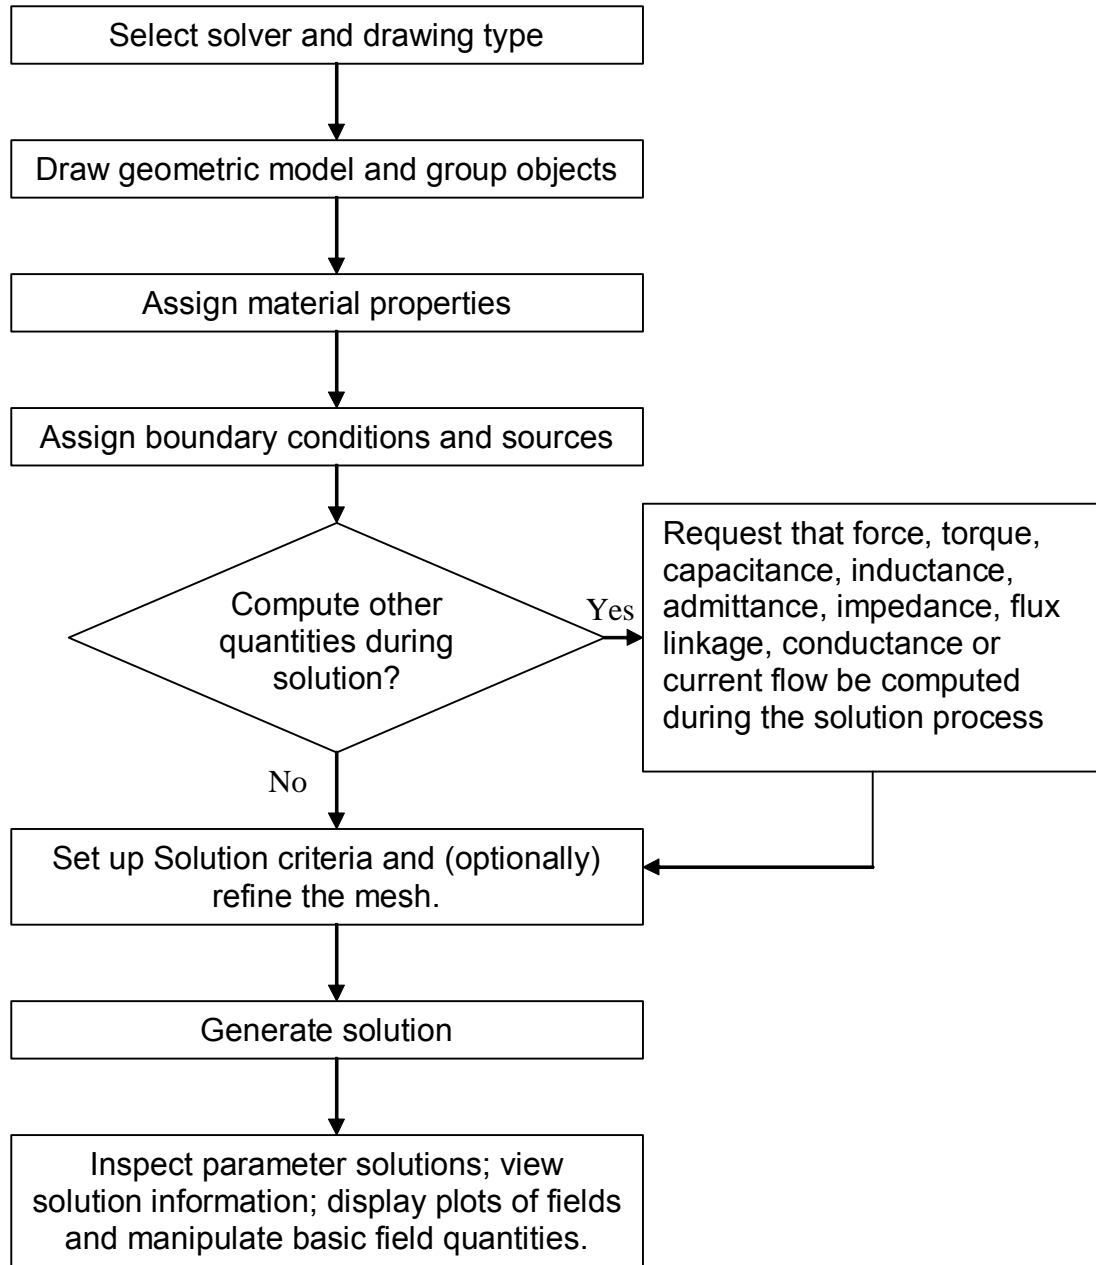 Select solver and drawing type
Draw geometric model and group objects
Assign material properties
Assign boundary conditions and sources
Compute other
quantities during
solution?
Yes
Request that force, torque,
capacitance, inductance,
admittance, impedance, flux
linkage, conductance or
current flow be computed
during the solution process
No
Set up Solution criteria and (optionally)
refine the mesh.
Generate solution
Inspect parameter solutions; view
solution information; display plots of fields
and manipulate basic field quantities.